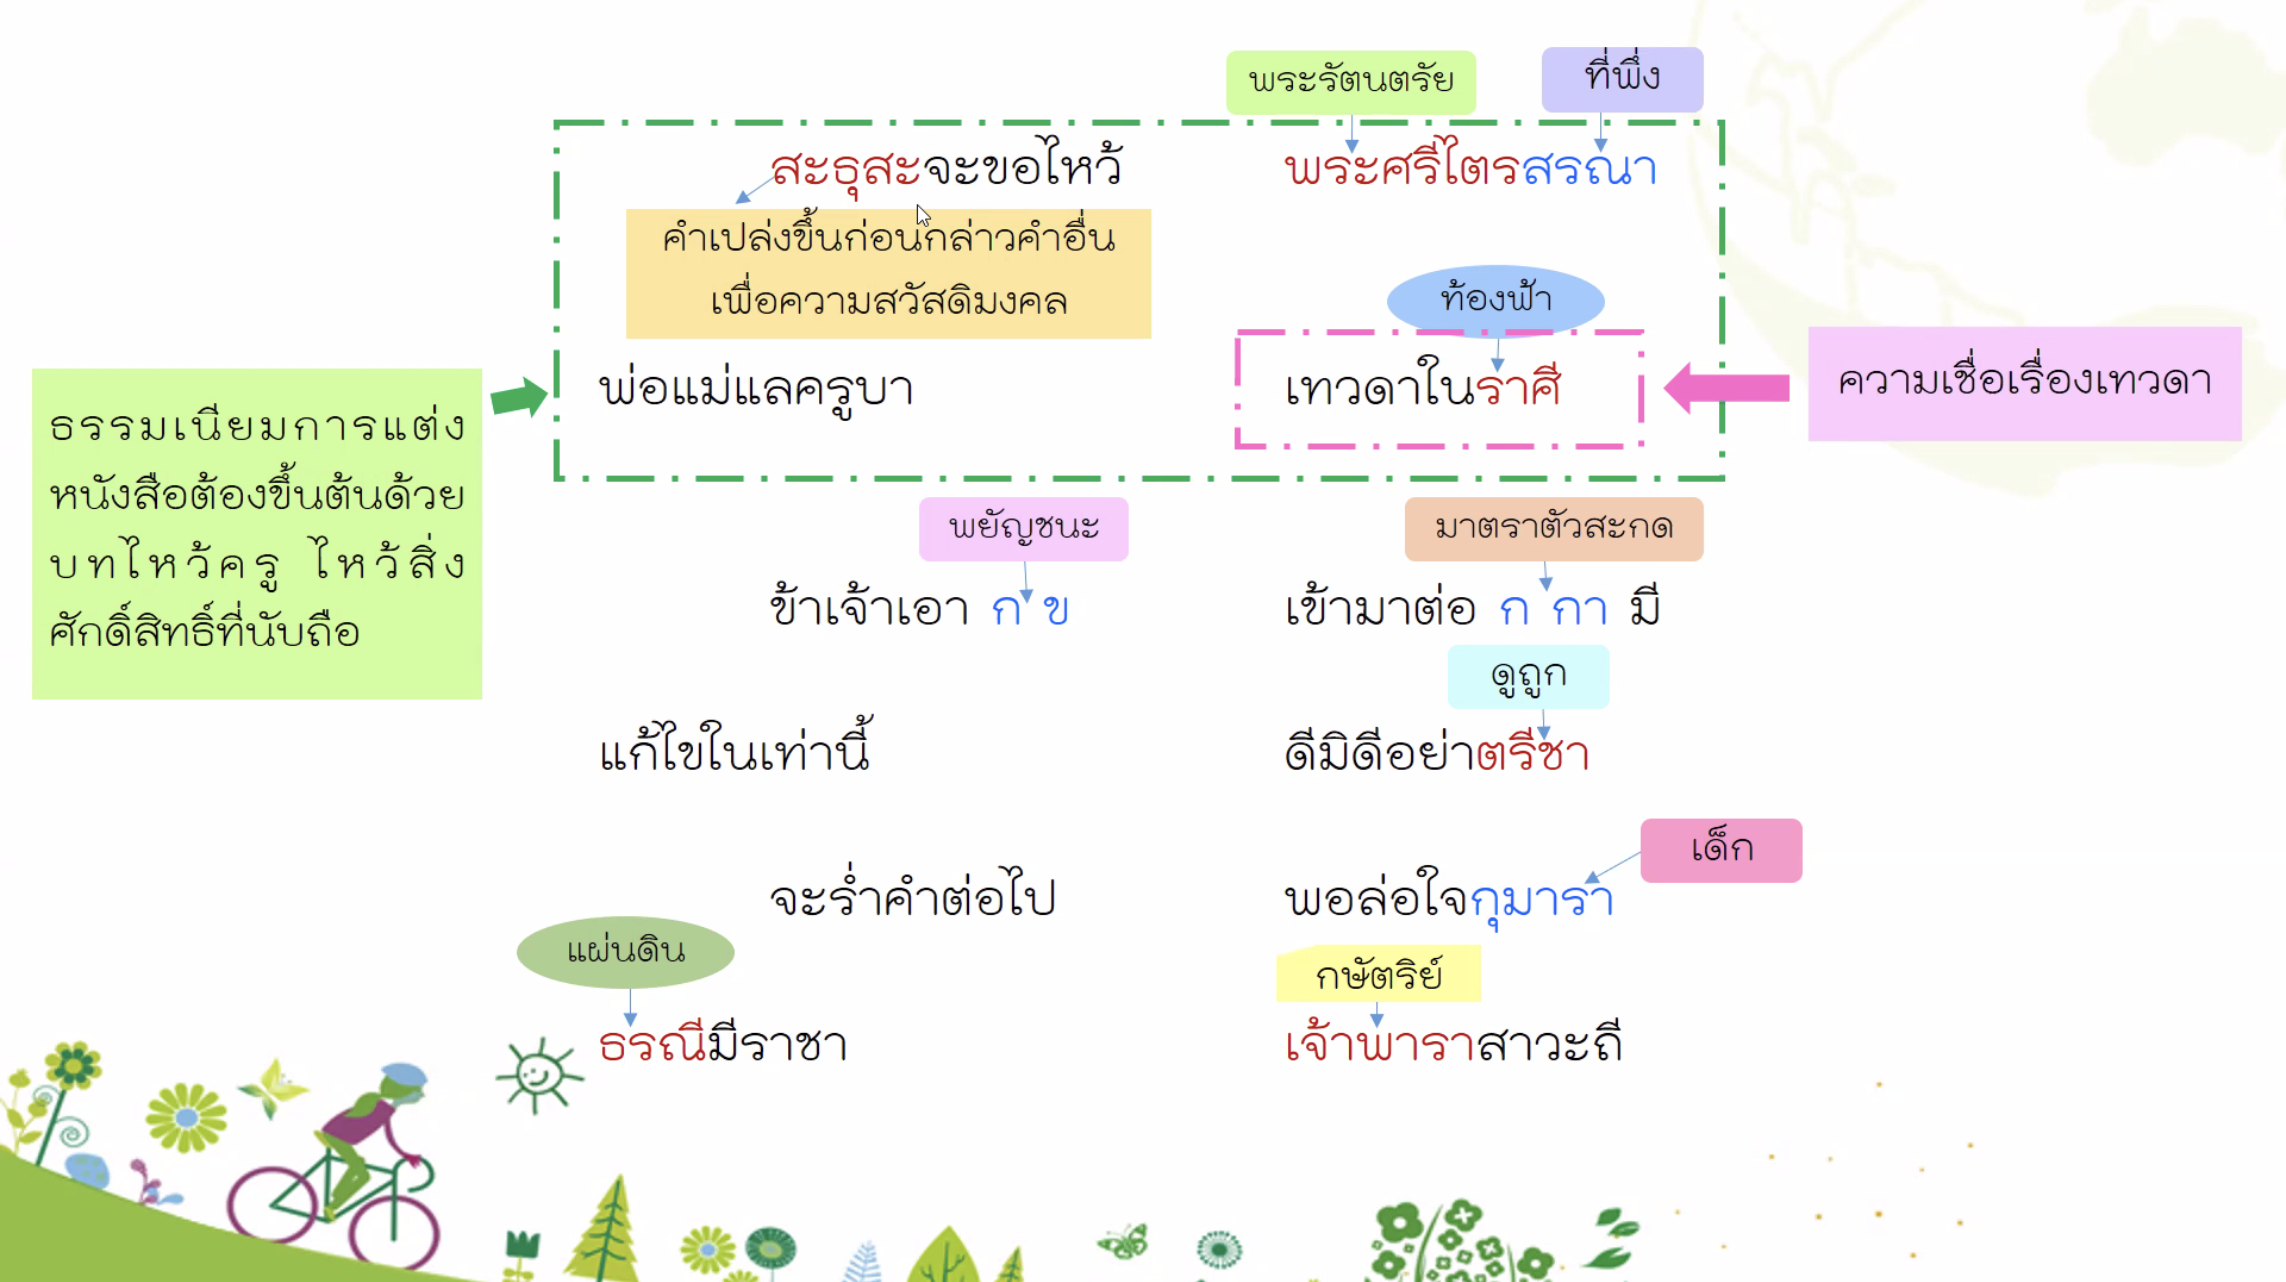 พระรัตนตรัย ที่พึ่ง
สะธุสะจะขอไหว้ พระศรีไตรสรณา
คำเปล่งขึ้นก่อนกล่าวคำอื่น
เพื่อความสวัสดิมงคล
ท้องฟ้า
พ่อแม่แลครูบา เทวดาในราศี
ความเชื่อเรื่องเทวดา
ธรรมเนียมการแต่ง
หนังสือต้องขึ้นต้นด้วย
บทไหว้ครู ไหว้สิ่ง
ศักดิ์สิทธิ์ที่นับถือ
พยัญชนะ มาตราตัวสะกด
ข้าเจ้าเอา ก ข เข้ามาต่อ ก กา มี
ดูถูก
แก้ไขในเท่านี้ ดีมิดีอย่าตรีชา
เด็ก
จะร่ำคำต่อไป พอล่อใจกุมารา
แผ่นดิน กษัตริย์
ธรณีมีราชา เจ้าพาราสาวะถี